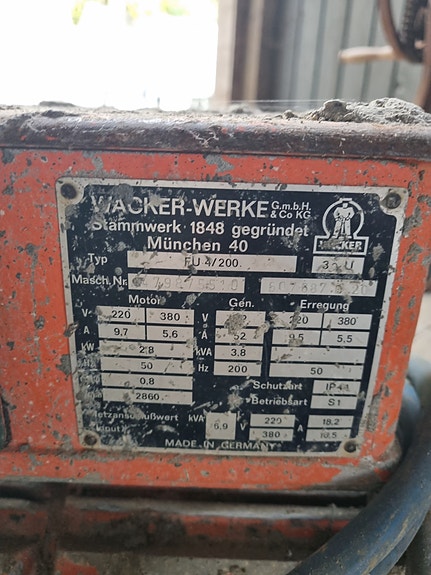 WACKER-WERKE G.m.b.H. & Co KG
Stammwerk 1848 gegründet
München 40
WACKER
Typ FU 4/200.
Masch. Nr.
Motor Gen. Erregung
V 220 380 V 220 380
A 9,7 5,6 A 52 9,5 5,5
kW 2,8 kVA 3,8
Hz 50 Hz 200 50
0,8 Schutzart
2860 Betriebsart S1
Netzanschlußwert kVA 6,9 V 220 A 18,2
(Input) 380 10,5
MADE IN GERMANY